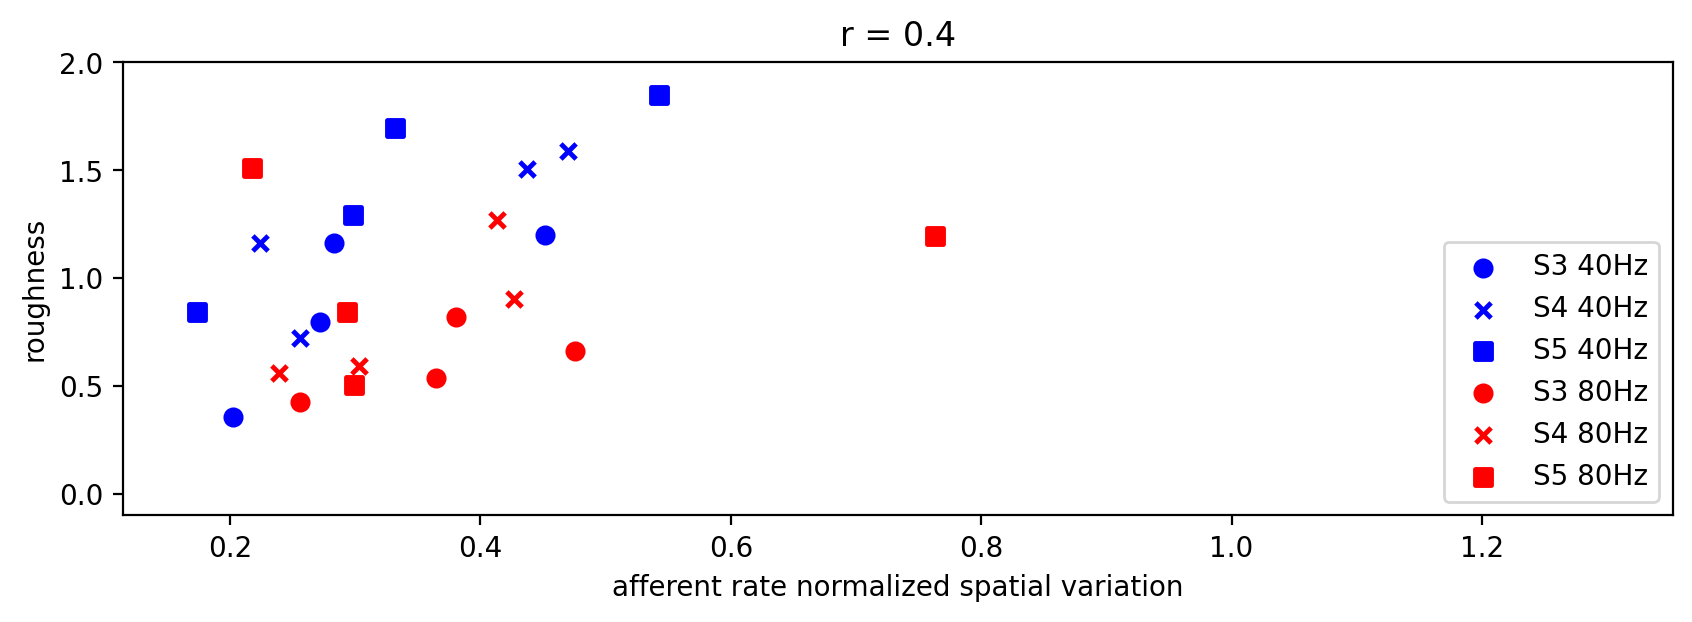 r = 0.4
2.0
1.5
1.0
0.5
0.0
roughness
S3 40Hz
S4 40Hz
S5 40Hz
S3 80Hz
S4 80Hz
S5 80Hz
0.2 0.4 0.6 0.8 1.0 1.2
afferent rate normalized spatial variation